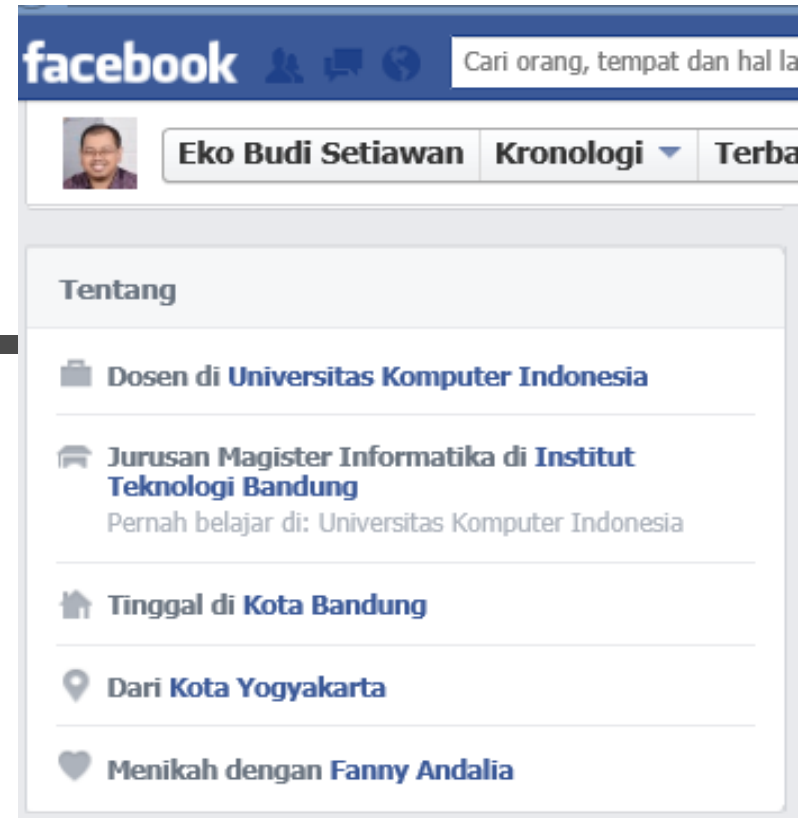 facebook
Cari orang, tempat dan hal la
Eko Budi Setiawan Kronologi Terba
Tentang
Dosen di Universitas Komputer Indonesia
Jurusan Magister Informatika di Institut
Teknologi Bandung
Pernah belajar di: Universitas Komputer Indonesia
Tinggal di Kota Bandung
Dari Kota Yogyakarta
Menikah dengan Fanny Andalia